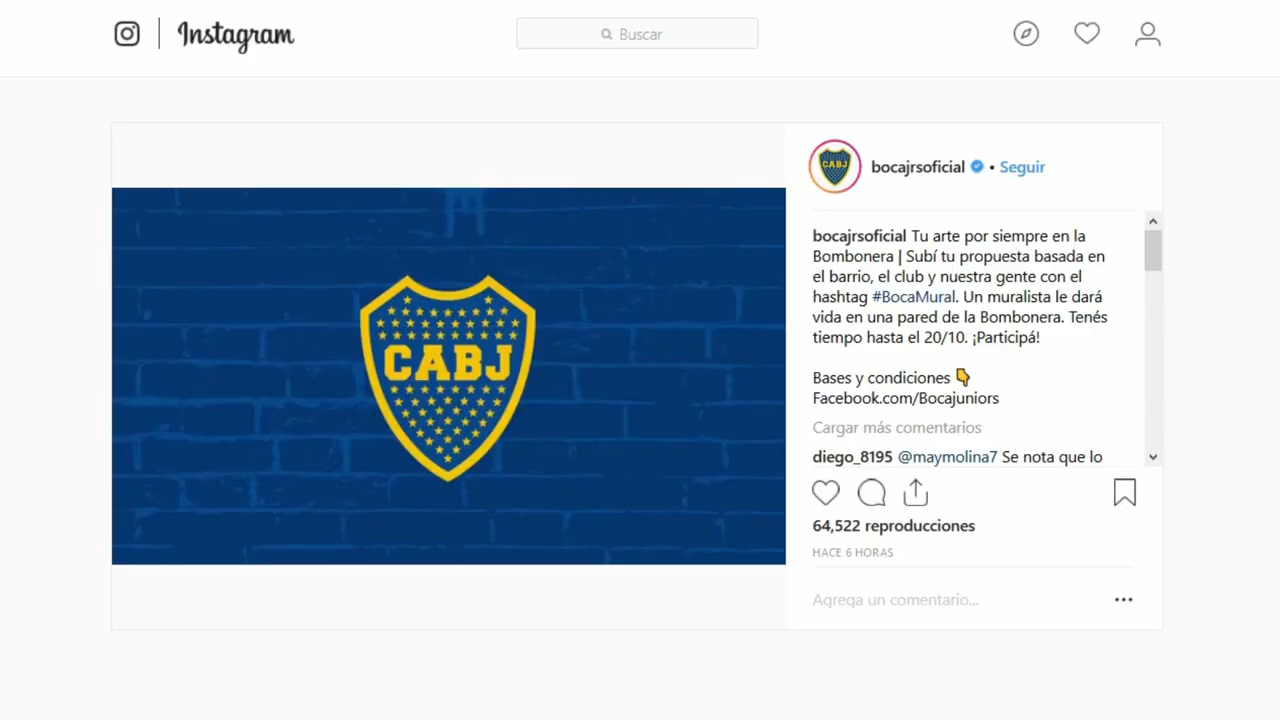 Instagram
Buscar
CABJ
CABJ
bocajrsoficial • Seguir
bocajrsoficial Tu arte por siempre en la
Bombonera | Subí tu propuesta basada en
el barrio, el club y nuestra gente con el
hashtag #BocaMural. Un muralista le dará
vida en una pared de la Bombonera. Tenés
tiempo hasta el 20/10. ¡Participá!
Bases y condiciones 👇
Facebook.com/Bocajuniors
Cargar más comentarios
diego_8195 @maymolina7 Se nota que lo
64,522 reproducciones
HACE 6 HORAS
Agrega un comentario...